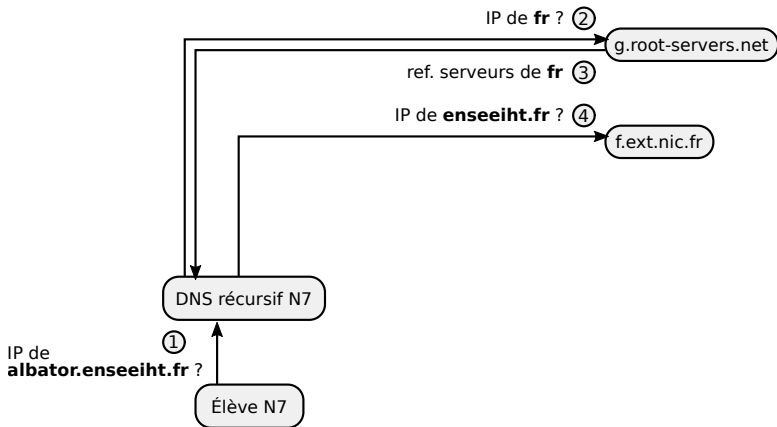 IP de fr ? 2
g.root-servers.net
ref. serveurs de fr 3
IP de enseeiht.fr ? 4
f.ext.nic.fr
DNS récursif N7
1
IP de
albator.enseeiht.fr ?
Élève N7